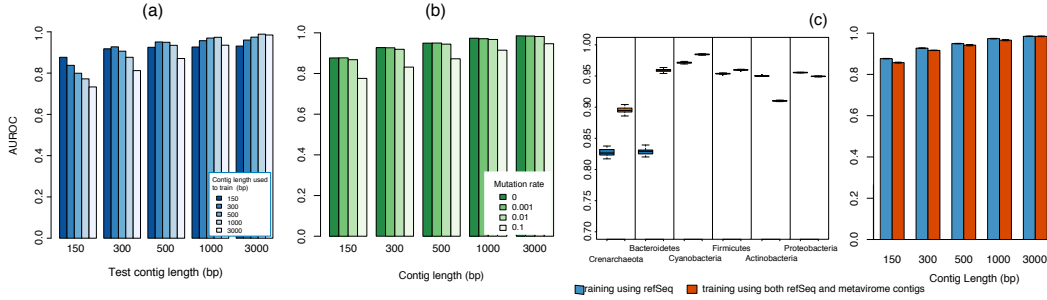 (a)
AUROC
0.0
0.2
0.4
0.6
0.8
1.0
150
300
500
1000
3000
Test contig length (bp)
Contig length used
to train (bp)
150
300
500
1000
3000
(b)
0.0
0.2
0.4
0.6
0.8
1.0
150
300
500
1000
3000
Contig length (bp)
Mutation rate
0
0.001
0.01
0.1
(c)
0.70
0.75
0.80
0.85
0.90
0.95
1.00
Crenarchaeota
Bacteroidetes
Cyanobacteria
Firmicutes
Actinobacteria
Proteobacteria
0.0
0.2
0.4
0.6
0.8
1.0
150
300
500
1000
3000
Contig Length (bp)
training using refSeq
training using both refSeq and metavirome contigs